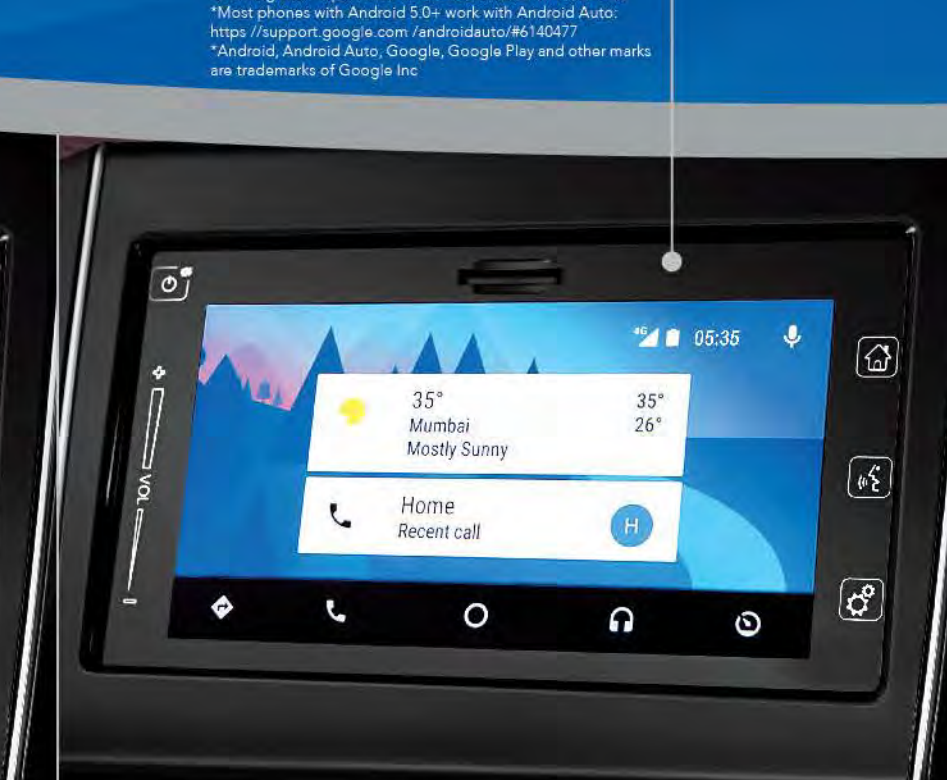 *Most phones with Android 5.0+ work with Android Auto:
https //support.google.com /androidauto/#6140477
*Android, Android Auto, Google, Google Play and other marks
are trademarks of Google Inc
4G 05:35
35° 35°
Mumbai 26°
Mostly Sunny
VOL
Home
Recent call H